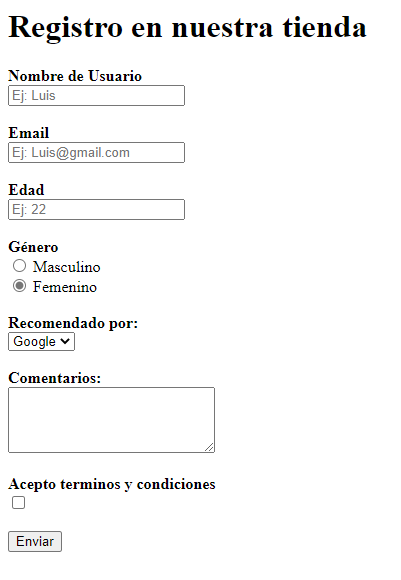 Registro en nuestra tienda
Nombre de Usuario
Ej: Luis
Email
Ej: Luis@gmail.com
Edad
Ej: 22
Género
Masculino
Femenino
Recomendado por:
Google
Comentarios:
Acepto terminos y condiciones
Enviar